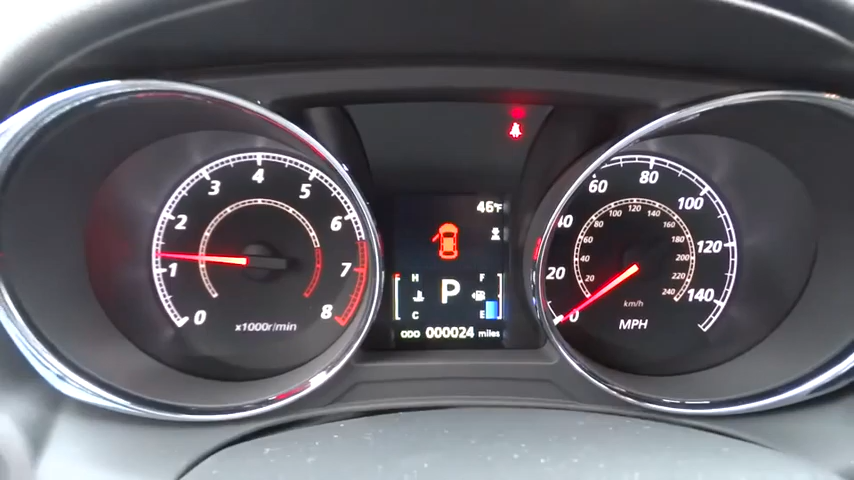 0 1 2 3 4 5 6 7 8
x1000r/min
46°F
H F
P
C E
ODO 000024 miles
0 20 40 60 80 100 120 140
20 40 60 80 100 120 140 160 180 200 220 240
km/h
MPH